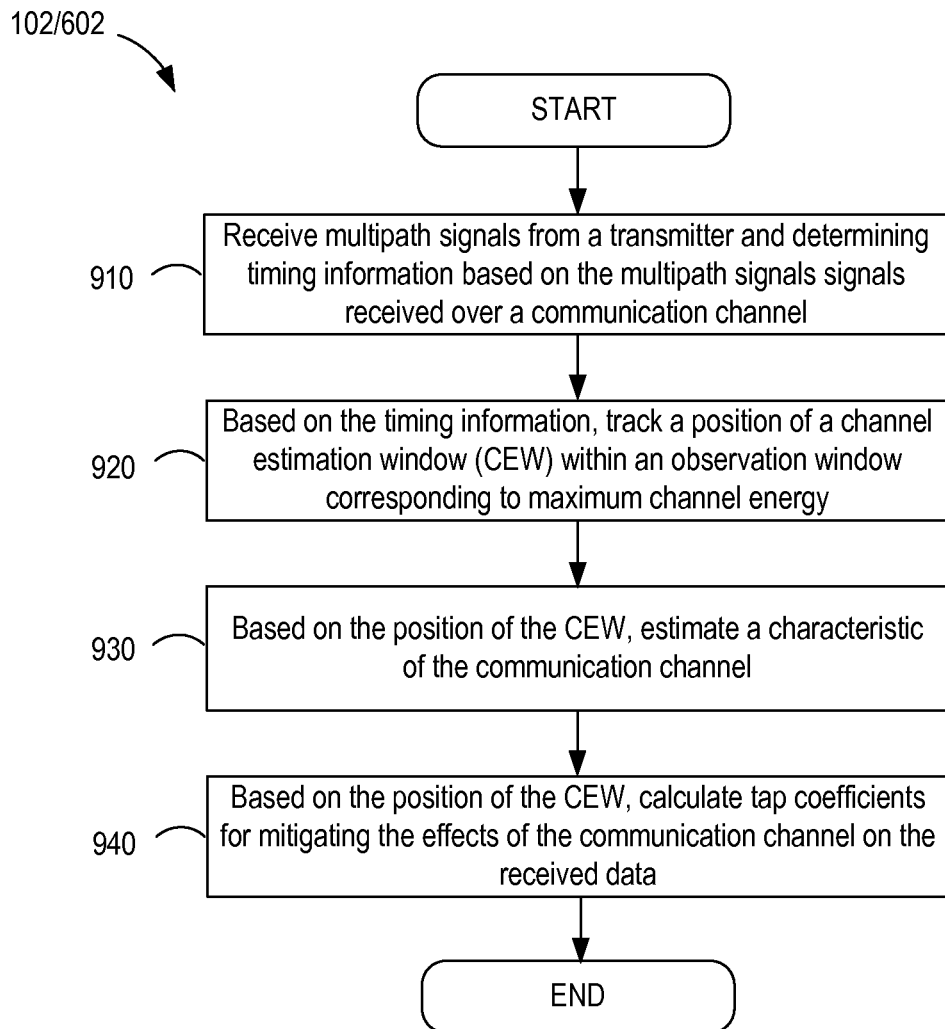 102/602
START
910
Receive multipath signals from a transmitter and determining
timing information based on the multipath signals signals
received over a communication channel
920
Based on the timing information, track a position of a channel
estimation window (CEW) within an observation window
corresponding to maximum channel energy
930
Based on the position of the CEW, estimate a characteristic
of the communication channel
940
Based on the position of the CEW, calculate tap coefficients
for mitigating the effects of the communication channel on the
received data
END